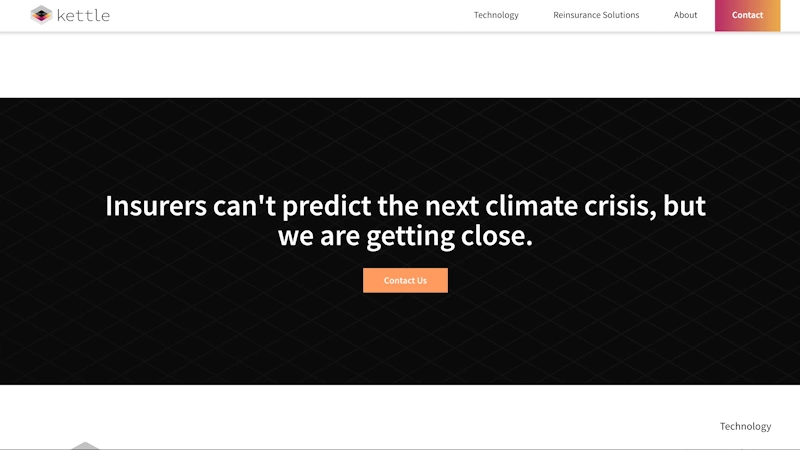 kettle
Technology
Reinsurance Solutions
About
Contact
Insurers can't predict the next climate crisis, but
we are getting close.
Contact Us
Technology